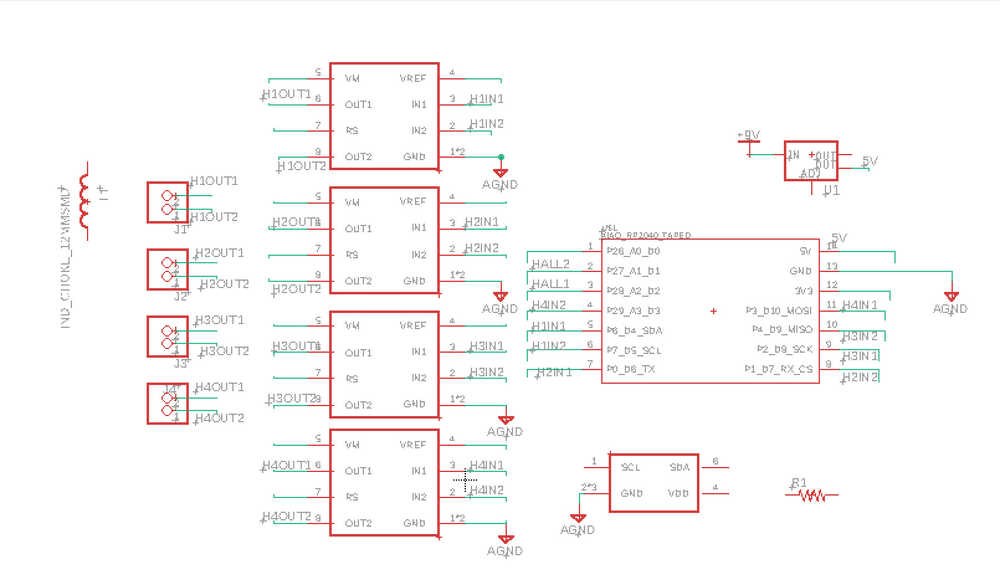 5 VM VREF 4
H1OUT1 6 OUT1 IN1 3 H1IN1
7 RS IN2 2 H1IN2
8 OUT2 GND 1*2
H1OUT2
AGND
5 VM VREF 4
H2OUT1 6 OUT1 IN1 3 H2IN1
7 RS IN2 2 H2IN2
8 OUT2 GND 1*2
H2OUT2
AGND
5 VM VREF 4
H3OUT1 6 OUT1 IN1 3 H3IN1
7 RS IN2 2 H3IN2
H3OUT2 8 OUT2 GND 1*2
AGND
5 VM VREF 4
H4OUT1 6 OUT1 IN1 3 H4IN1
7 RS IN2 2 H4IN2
H4OUT2 8 OUT2 GND 1*2
AGND
H1OUT1
H1OUT2
J1
H2OUT1
H2OUT2
J2
H3OUT1
H3OUT2
J3
J4
H4OUT1
H4OUT2
+9V
IN OUT
OUT 5V
ADJ
U1
5V
1 P26_A0_D0 5V 14
HALL2 2 P27_A1_D1 GND 13
HALL1 3 P28_A2_D2 3V3 12
H4IN2 4 P29_A3_D3 P3_D10_MOSI 11 H4IN1
H1IN1 5 P6_D4_SDA P4_D9_MISO 10 H3IN2
H1IN2 6 P7_D5_SCL P2_D8_SCK 9 H3IN1
H2IN1 7 P0_D6_TX P1_D7_RX_CS 8 H2IN2
AGND
1 SCL SDA 6
2*3 GND VDD 4
AGND
R1